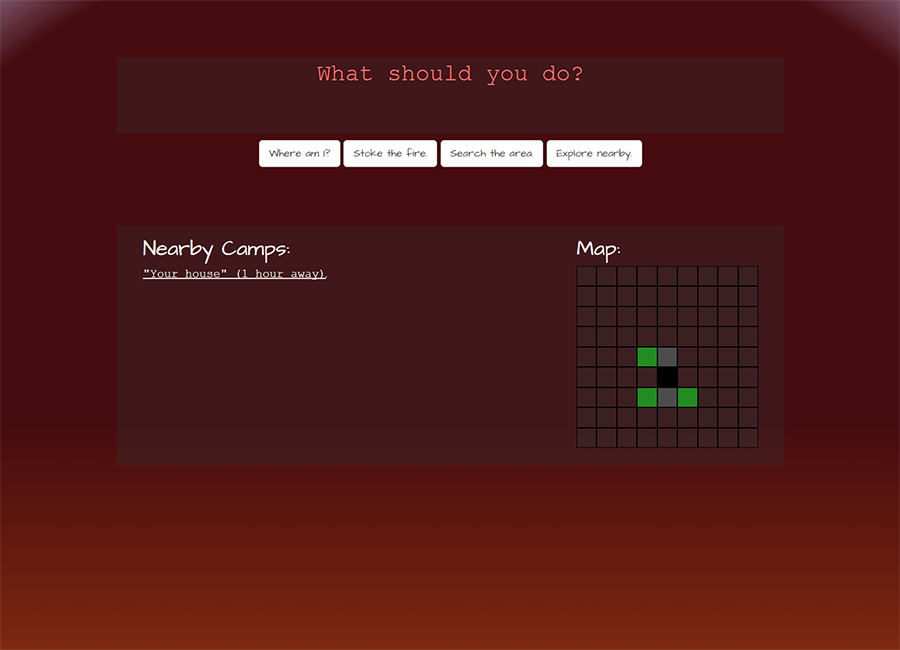 What should you do?
Where am I?
Stoke the fire.
Search the area.
Explore nearby.
Nearby Camps:
"Your house" (1 hour away).
Map: